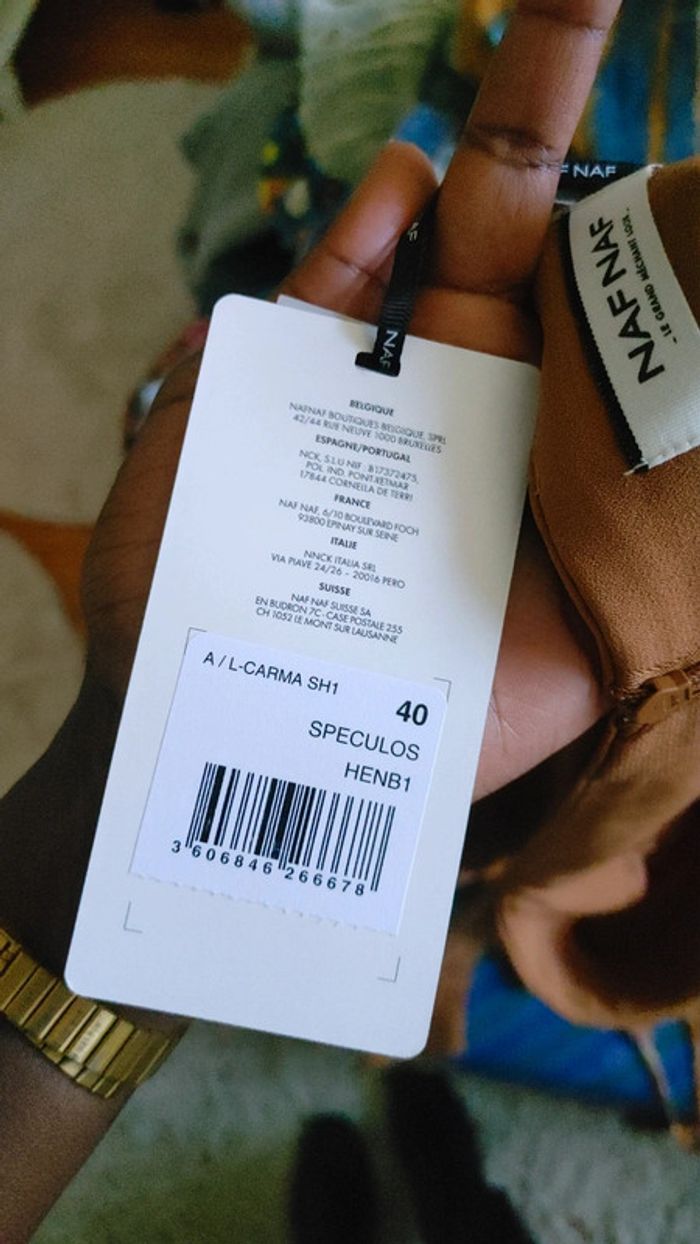 BELGIQUE
NAFNAF BOUTIQUES BELGIQUE, SPRL
42/44 RUE NEUVE 1000 BRUXELLES
ESPAGNE/PORTUGAL
NCK, S.L.U NIF : B17372475,
POL. IND. PONT-XETMAR
17844 CORNELLA DE TERRI
FRANCE
NAF NAF, 6/10 BOULEVARD FOCH
93800 EPINAY SUR SEINE
ITALIE
NNCK ITALIA SRL
VIA PIAVE 24/26 - 20016 PERO
SUISSE
NAF NAF SUISSE SA
EN BUDRON 7C - CASE POSTALE 255
CH 1052 LE MONT SUR LAUSANNE
A / L-CARMA SH1
40
SPECULOS
HENB1
3 606846 266678
NAF NAF
..LE GRAND MÉCHANT LOOK..
F NAF
AF
NAF